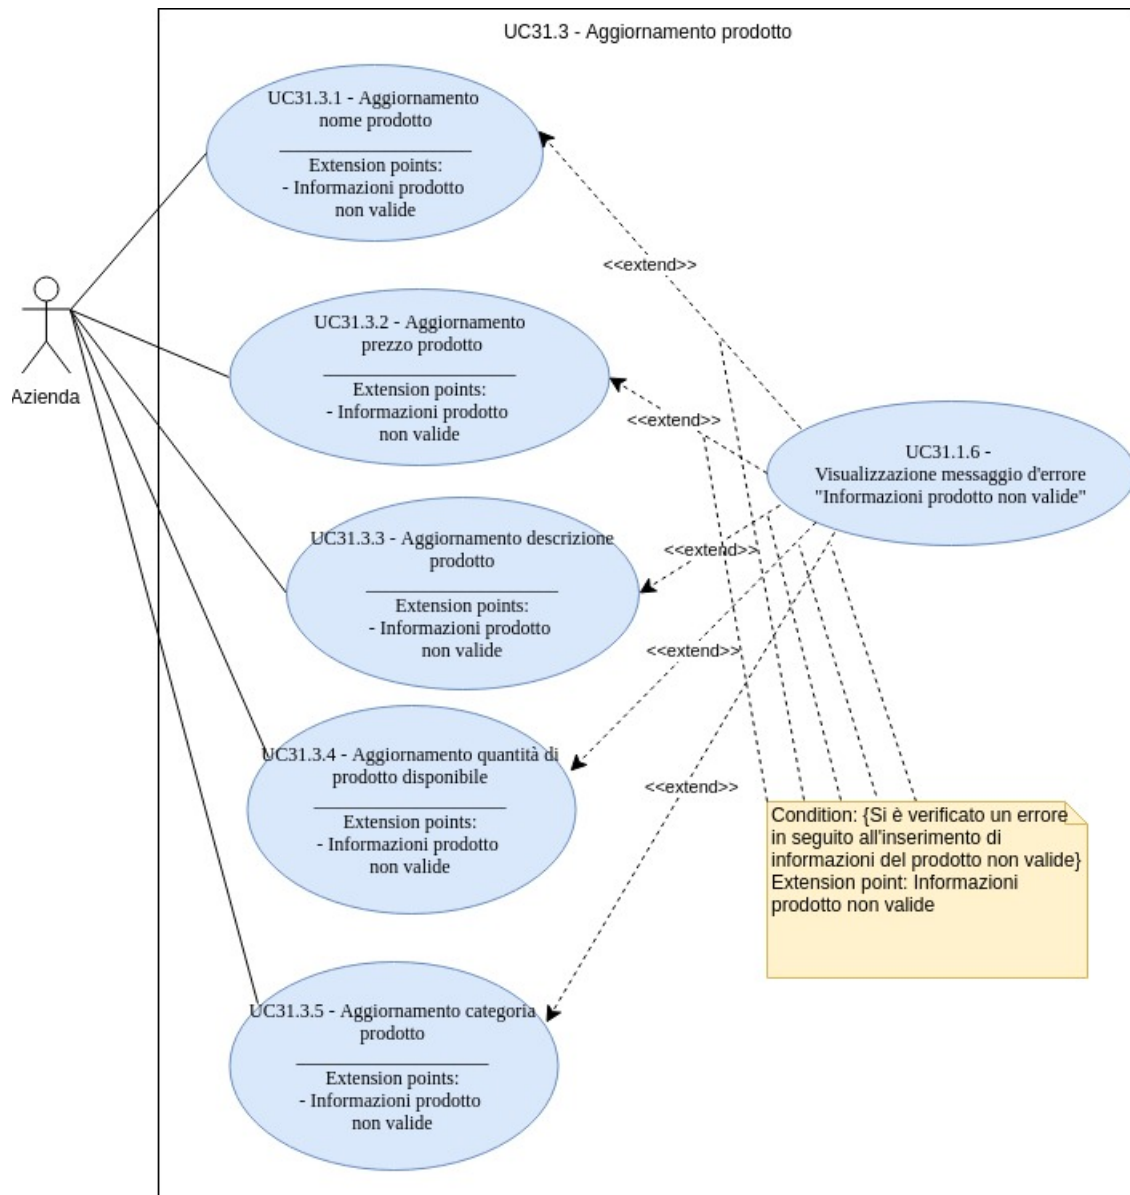 UC31.3 - Aggiornamento prodotto
UC31.3.1 - Aggiornamento
nome prodotto
Extension points:
- Informazioni prodotto
non valide
<<extend>>
Azienda
UC31.3.2 - Aggiornamento
prezzo prodotto
Extension points:
- Informazioni prodotto
non valide
<<extend>>
UC31.1.6 -
Visualizzazione messaggio d'errore
"Informazioni prodotto non valide"
UC31.3.3 - Aggiornamento descrizione
prodotto
Extension points:
- Informazioni prodotto
non valide
<<extend>>
<<extend>>
UC31.3.4 - Aggiornamento quantità di
prodotto disponibile
Extension points:
- Informazioni prodotto
non valide
<<extend>>
Condition: {Si è verificato un errore
in seguito all'inserimento di
informazioni del prodotto non valide}
Extension point: Informazioni
prodotto non valide
UC31.3.5 - Aggiornamento categoria
prodotto
Extension points:
- Informazioni prodotto
non valide